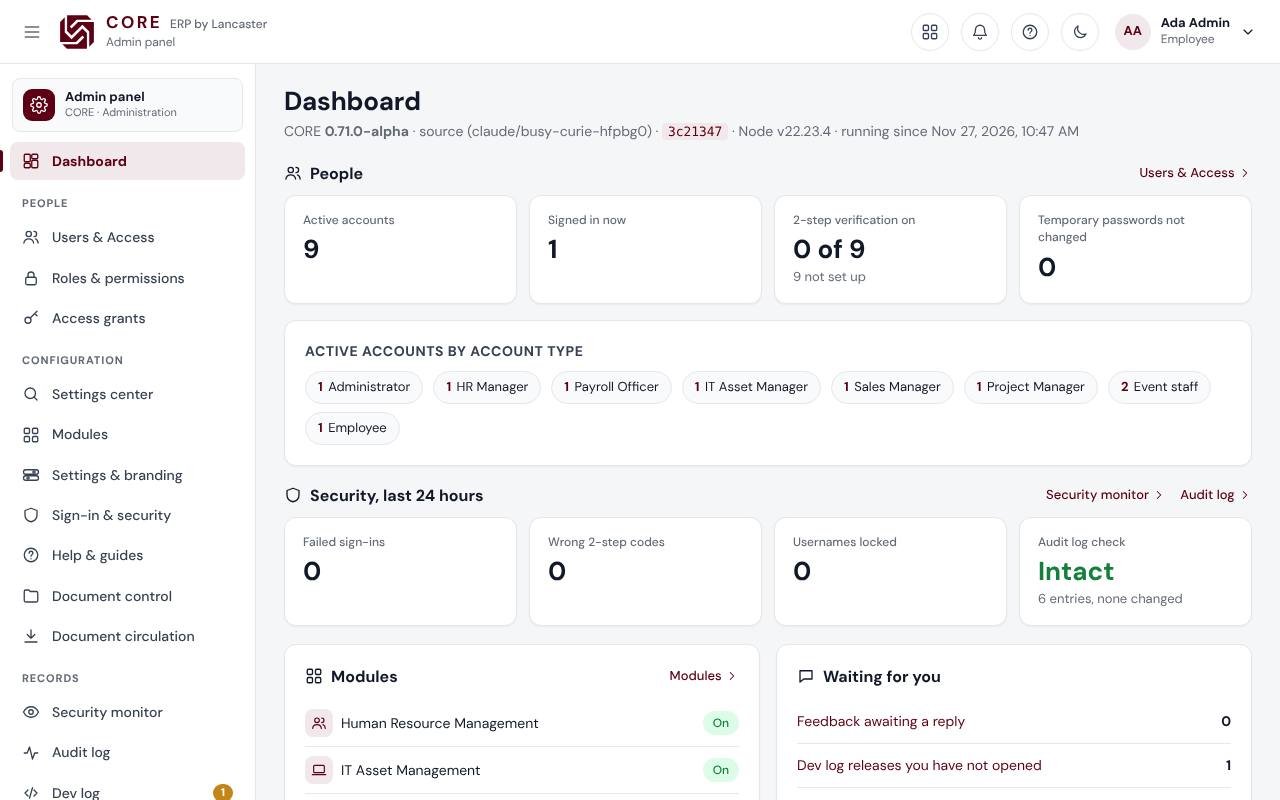 CORE ERP by Lancaster
Admin panel
AA
Ada Admin
Employee
Admin panel
CORE · Administration
Dashboard
PEOPLE
Users & Access
Roles & permissions
Access grants
CONFIGURATION
Settings center
Modules
Settings & branding
Sign-in & security
Help & guides
Document control
Document circulation
RECORDS
Security monitor
Audit log
Dev log 1
Dashboard
CORE 0.71.0-alpha · source (claude/busy-curie-hfpbg0) · 3c21347 · Node v22.23.4 · running since Nov 27, 2026, 10:47 AM
People
Users & Access
Active accounts
9
Signed in now
1
2-step verification on
0 of 9
9 not set up
Temporary passwords not
changed
0
ACTIVE ACCOUNTS BY ACCOUNT TYPE
1 Administrator 1 HR Manager 1 Payroll Officer 1 IT Asset Manager 1 Sales Manager 1 Project Manager 2 Event staff
1 Employee
Security, last 24 hours
Security monitor Audit log
Failed sign-ins
0
Wrong 2-step codes
0
Usernames locked
0
Audit log check
Intact
6 entries, none changed
Modules
Modules
Human Resource Management On
IT Asset Management On
Waiting for you
Feedback awaiting a reply 0
Dev log releases you have not opened 1